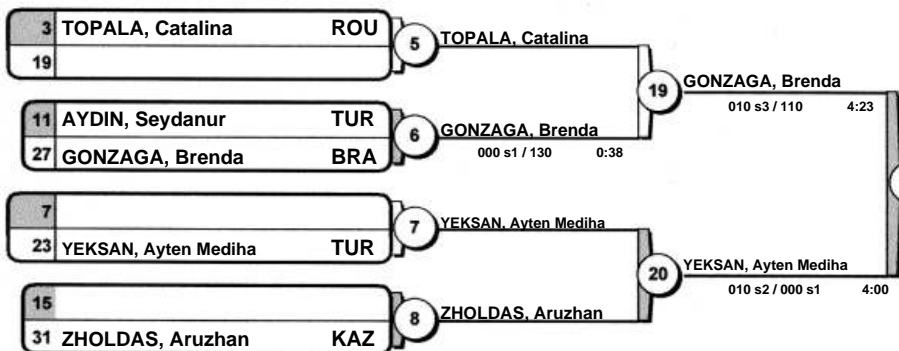 3 TOPALA, Catalina ROU
19
5
TOPALA, Catalina
11 AYDIN, Seydanur TUR
27 GONZAGA, Brenda BRA
6
GONZAGA, Brenda
000 s1 / 130 0:38
19
GONZAGA, Brenda
010 s3 / 110 4:23
7
23 YEKSAN, Ayten Mediha TUR
7
YEKSAN, Ayten Mediha
15
31 ZHOLDAS, Aruzhan KAZ
8
ZHOLDAS, Aruzhan
20
YEKSAN, Ayten Mediha
010 s2 / 000 s1 4:00